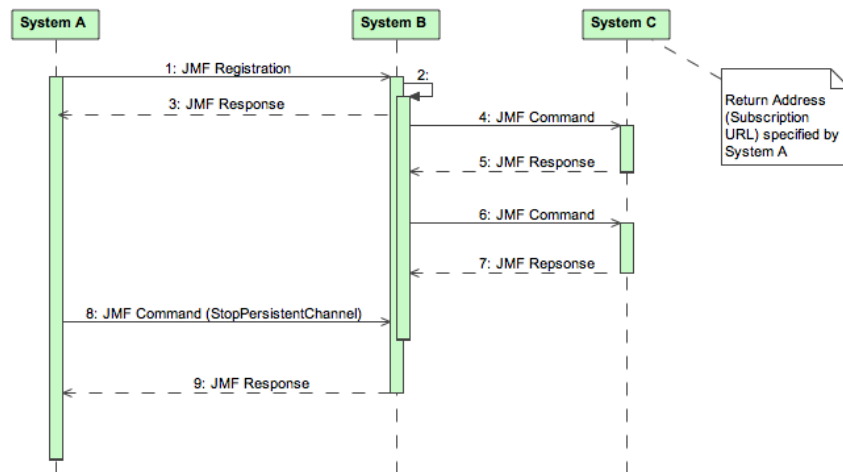 System A
System B
System C
1: JMF Registration
2:
3: JMF Response
4: JMF Command
5: JMF Response
6: JMF Command
7: JMF Repsonse
8: JMF Command (StopPersistentChannel)
9: JMF Response
Return Address
(Subscription
URL) specified by
System A